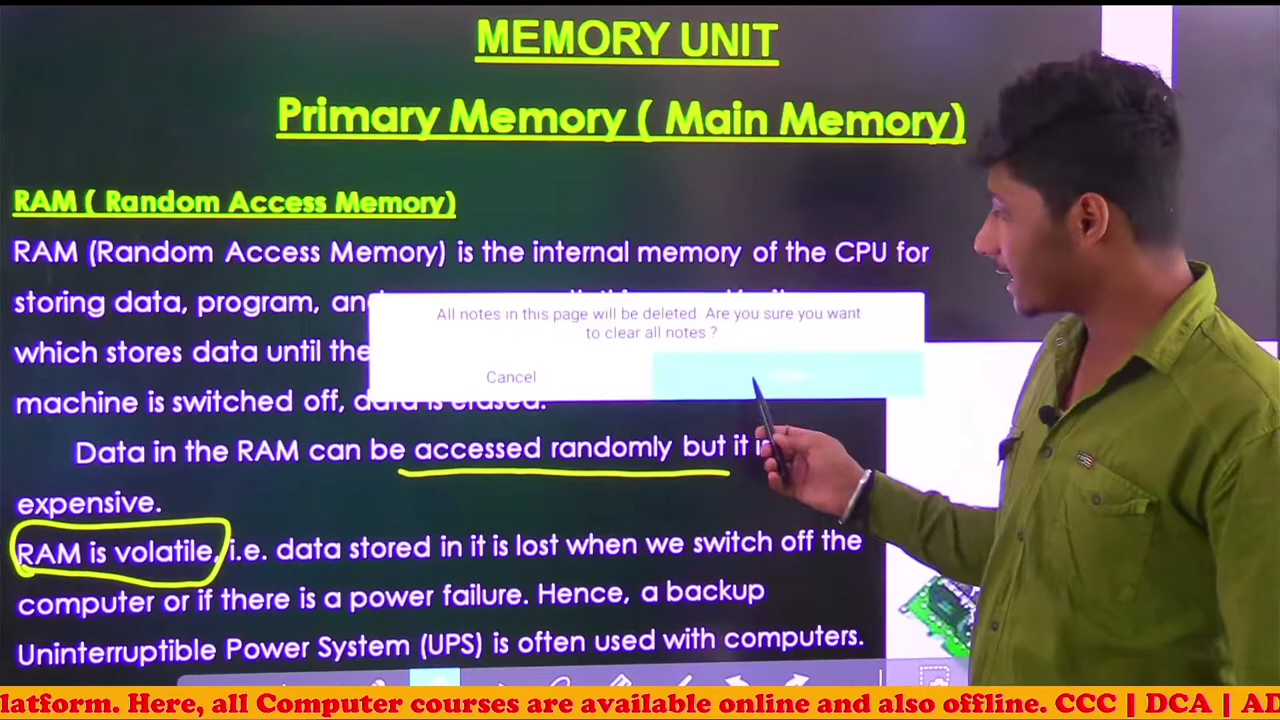 MEMORY UNIT
Primary Memory ( Main Memory)
RAM ( Random Access Memory)
RAM (Random Access Memory) is the internal memory of the CPU for
storing data, program, and
which stores data until the
machine is switched off, data is erased.
All notes in this page will be deleted. Are you sure you want
to clear all notes ?
Cancel
Data in the RAM can be accessed randomly but it
expensive.
RAM is volatile, i.e. data stored in it is lost when we switch off the
computer or if there is a power failure. Hence, a backup
Uninterruptible Power System (UPS) is often used with computers.
latform. Here, all Computer courses are available online and also offline. CCC | DCA | AD